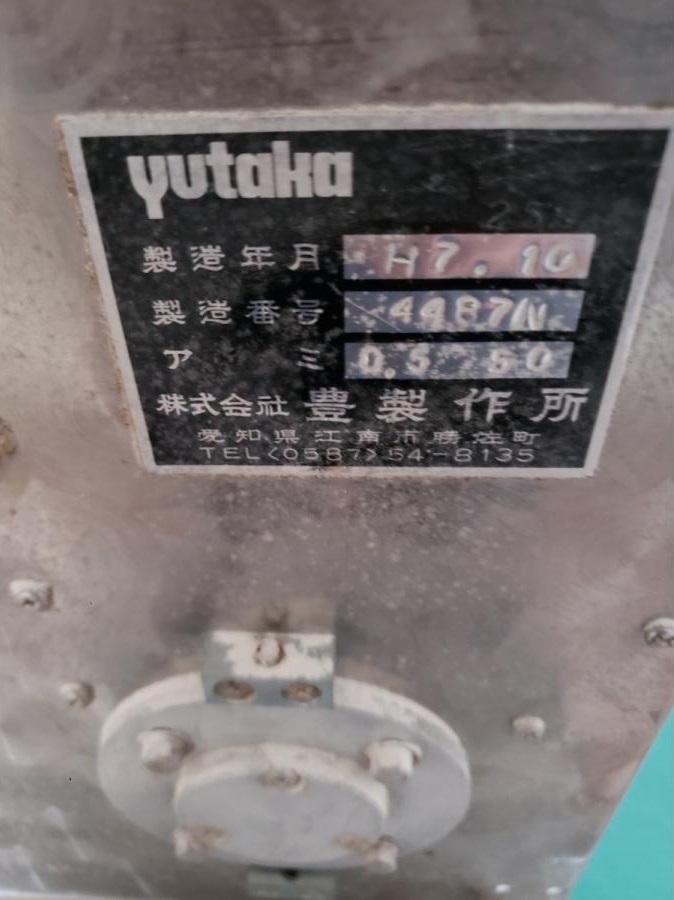 yutaka
製造年月 H7.10
製造番号 4487N
アミ 0.5 50
株式会社 豊製作所
愛知県江南市勝佐町
TEL<0587>54-8135